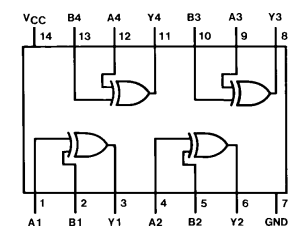 VCC B4 A4 Y4 B3 A3 Y3
14 13 12 11 10 9 8
1 2 3 4 5 6 7
A1 B1 Y1 A2 B2 Y2 GND